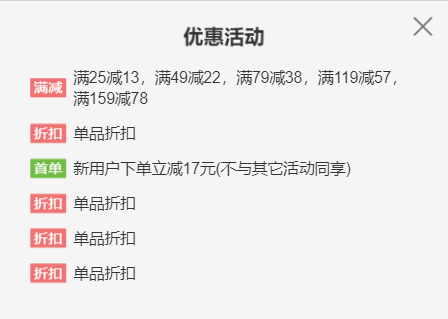 优惠活动
满减 满25减13，满49减22，满79减38，满119减57，
满159减78
折扣 单品折扣
首单 新用户下单立减17元(不与其它活动同享)
折扣 单品折扣
折扣 单品折扣
折扣 单品折扣